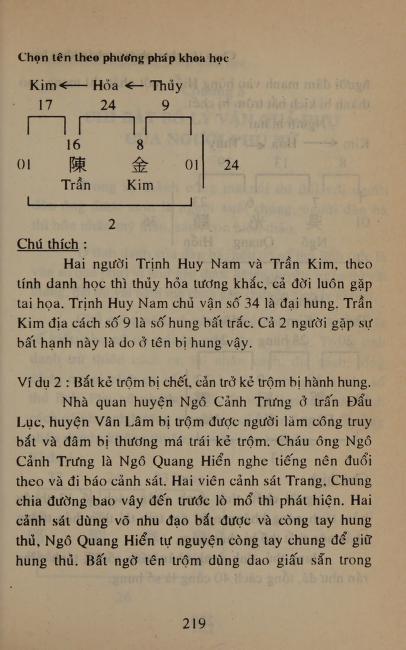 Chọn tên theo phương pháp khoa học
Kim ← Hỏa ← Thủy
17 24 9
16 8
01 陳 金 01 24
Trần Kim
2
Chú thích :
Hai người Trịnh Huy Nam và Trần Kim, theo
tính danh học thì thủy hỏa tương khắc, cả đời luôn gặp
tai họa. Trịnh Huy Nam chủ vận số 34 là đại hung. Trần
Kim địa cách số 9 là số hung bất trắc. Cả 2 người gặp sự
bất hạnh này là do ở tên bị hung vậy.
Ví dụ 2 : Bắt kẻ trộm bị chết, cản trở kẻ trộm bị hành hung.
Nhà quan huyện Ngô Cảnh Trưng ở trấn Đẩu
Lục, huyện Vân Lâm bị trộm được người làm công truy
bắt và đâm bị thương má trái kẻ trộm. Cháu ông Ngô
Cảnh Trưng là Ngô Quang Hiển nghe tiếng nên đuổi
theo và đi báo cảnh sát. Hai viên cảnh sát Trang, Chung
chia đường bao vây đến trước lò mổ thì phát hiện. Hai
cảnh sát dùng võ nhu đạo bắt được và còng tay hung
thủ, Ngô Quang Hiển tự nguyện còng tay chung để giữ
hung thủ. Bất ngờ tên trộm dùng dao giấu sẵn trong
219